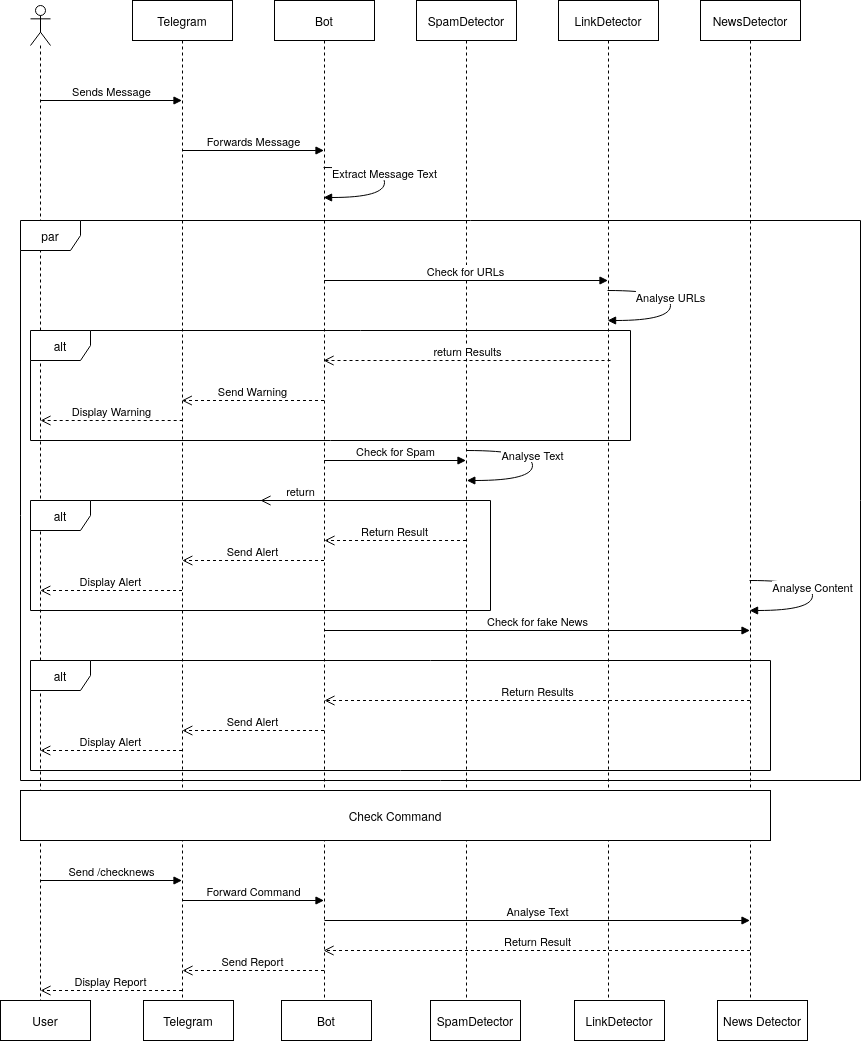 Telegram
Bot
SpamDetector
LinkDetector
NewsDetector
Sends Message
Forwards Message
Extract Message Text
par
Check for URLs
Analyse URLs
alt
return Results
Send Warning
Display Warning
Check for Spam
Analyse Text
return
alt
Return Result
Send Alert
Display Alert
Analyse Content
Check for fake News
alt
Return Results
Send Alert
Display Alert
Check Command
Send /checknews
Forward Command
Analyse Text
Return Result
Send Report
Display Report
User
Telegram
Bot
SpamDetector
LinkDetector
News Detector